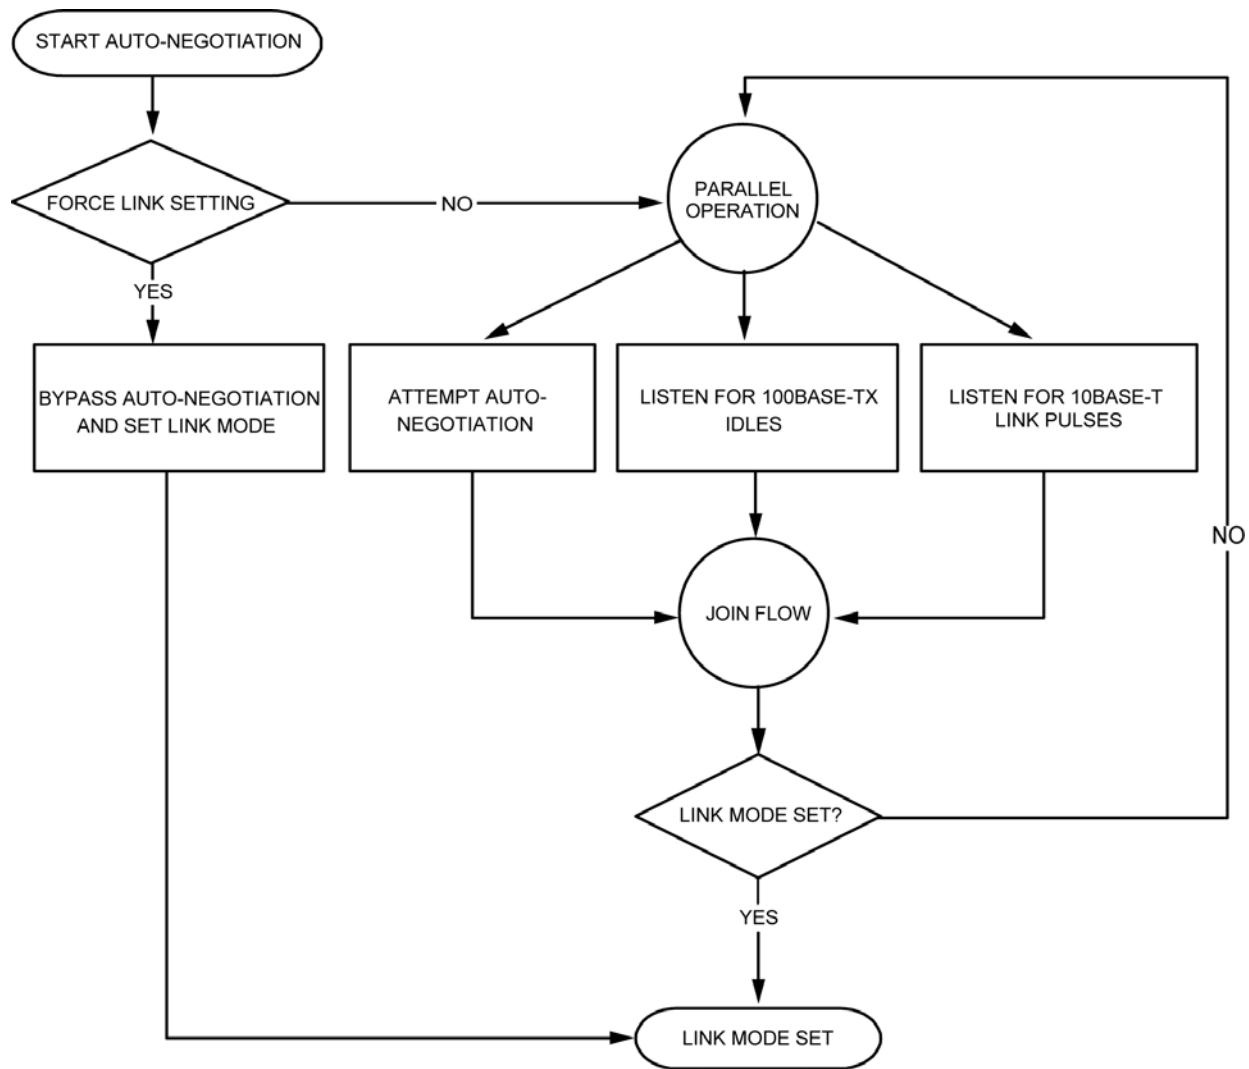 START AUTO-NEGOTIATION
FORCE LINK SETTING
NO
PARALLEL
OPERATION
YES
BYPASS AUTO-NEGOTIATION
AND SET LINK MODE
ATTEMPT AUTO-
NEGOTIATION
LISTEN FOR 100BASE-TX
IDLES
LISTEN FOR 10BASE-T
LINK PULSES
NO
JOIN FLOW
LINK MODE SET?
YES
LINK MODE SET